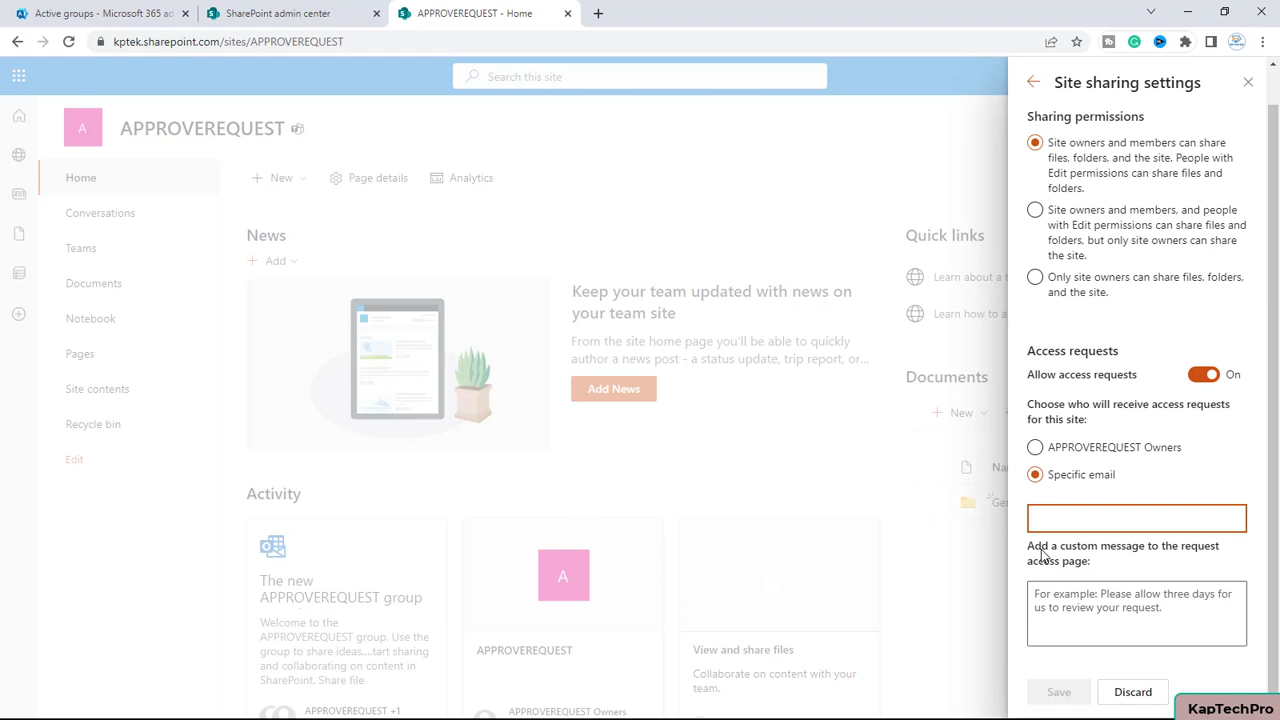 Active groups - Microsoft 365 ad
SharePoint admin center
APPROVEREQUEST - Home
kptek.sharepoint.com/sites/APPROVEREQUEST
Search this site
A
APPROVEREQUEST
Home
Conversations
Teams
Documents
Notebook
Pages
Site contents
Recycle bin
Edit
New
Page details
Analytics
News
Add
Keep your team updated with news on
your team site
From the site home page you'll be able to quickly
author a news post - a status update, trip report, or...
Add News
Quick links
Learn about a t
Learn how to a
Documents
New
Na
Ge
Activity
The new
APPROVEREQUEST group
Welcome to the
APPROVEREQUEST group. Use the
group to share ideas,...tart sharing
and collaborating on content in
SharePoint. Share file
APPROVEREQUEST +1
A
APPROVEREQUEST
APPROVEREQUEST Owners
View and share files
Collaborate on content with your
team.
Site sharing settings
Sharing permissions
Site owners and members can share
files, folders, and the site. People with
Edit permissions can share files and
folders.
Site owners and members, and people
with Edit permissions can share files and
folders, but only site owners can share
the site.
Only site owners can share files, folders,
and the site.
Access requests
Allow access requests
On
Choose who will receive access requests
for this site:
APPROVEREQUEST Owners
Specific email
Add a custom message to the request
access page:
For example: Please allow three days for
us to review your request.
Save
Discard
KapTechPro